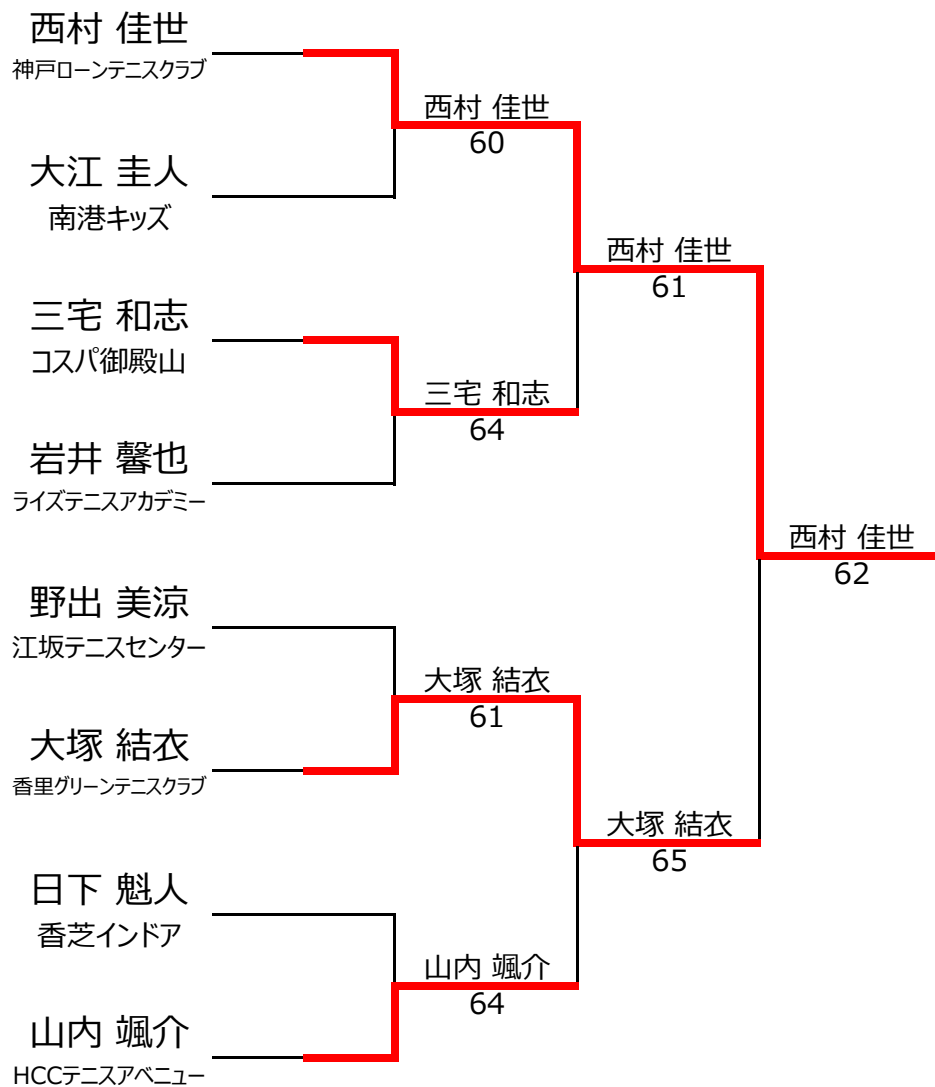 西村 佳世
神戸ローンテニスクラブ
西村 佳世
60
大江 圭人
南港キッズ
西村 佳世
61
三宅 和志
コスパ御殿山
三宅 和志
64
岩井 馨也
ライズテニスアカデミー
西村 佳世
62
野出 美涼
江坂テニスセンター
大塚 結衣
61
大塚 結衣
香里グリーンテニスクラブ
大塚 結衣
65
日下 魁人
香芝インドア
山内 颯介
64
山内 颯介
HCCテニスアベニュー